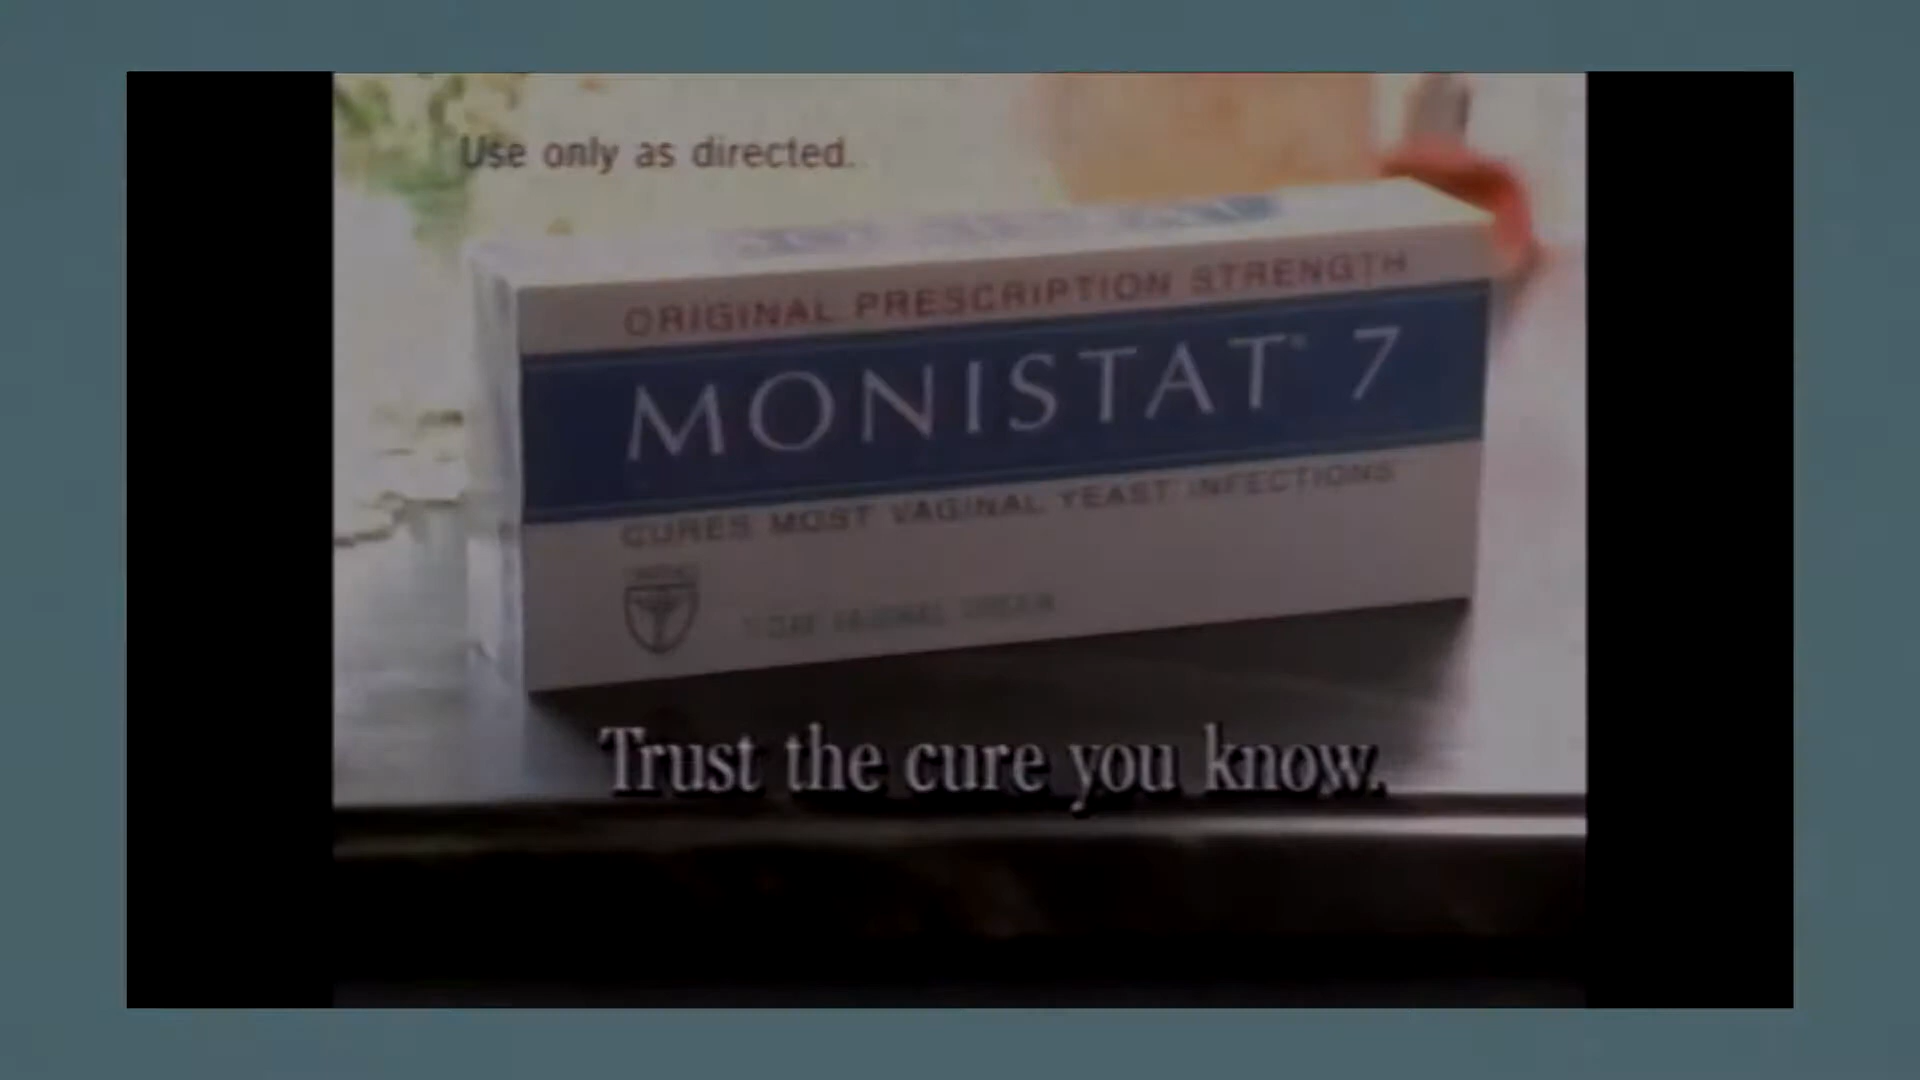 Use only as directed.
ORIGINAL PRESCRIPTION STRENGTH
MONISTAT® 7
CURES MOST VAGINAL YEAST INFECTIONS
VAGINAL
Trust the cure you know.